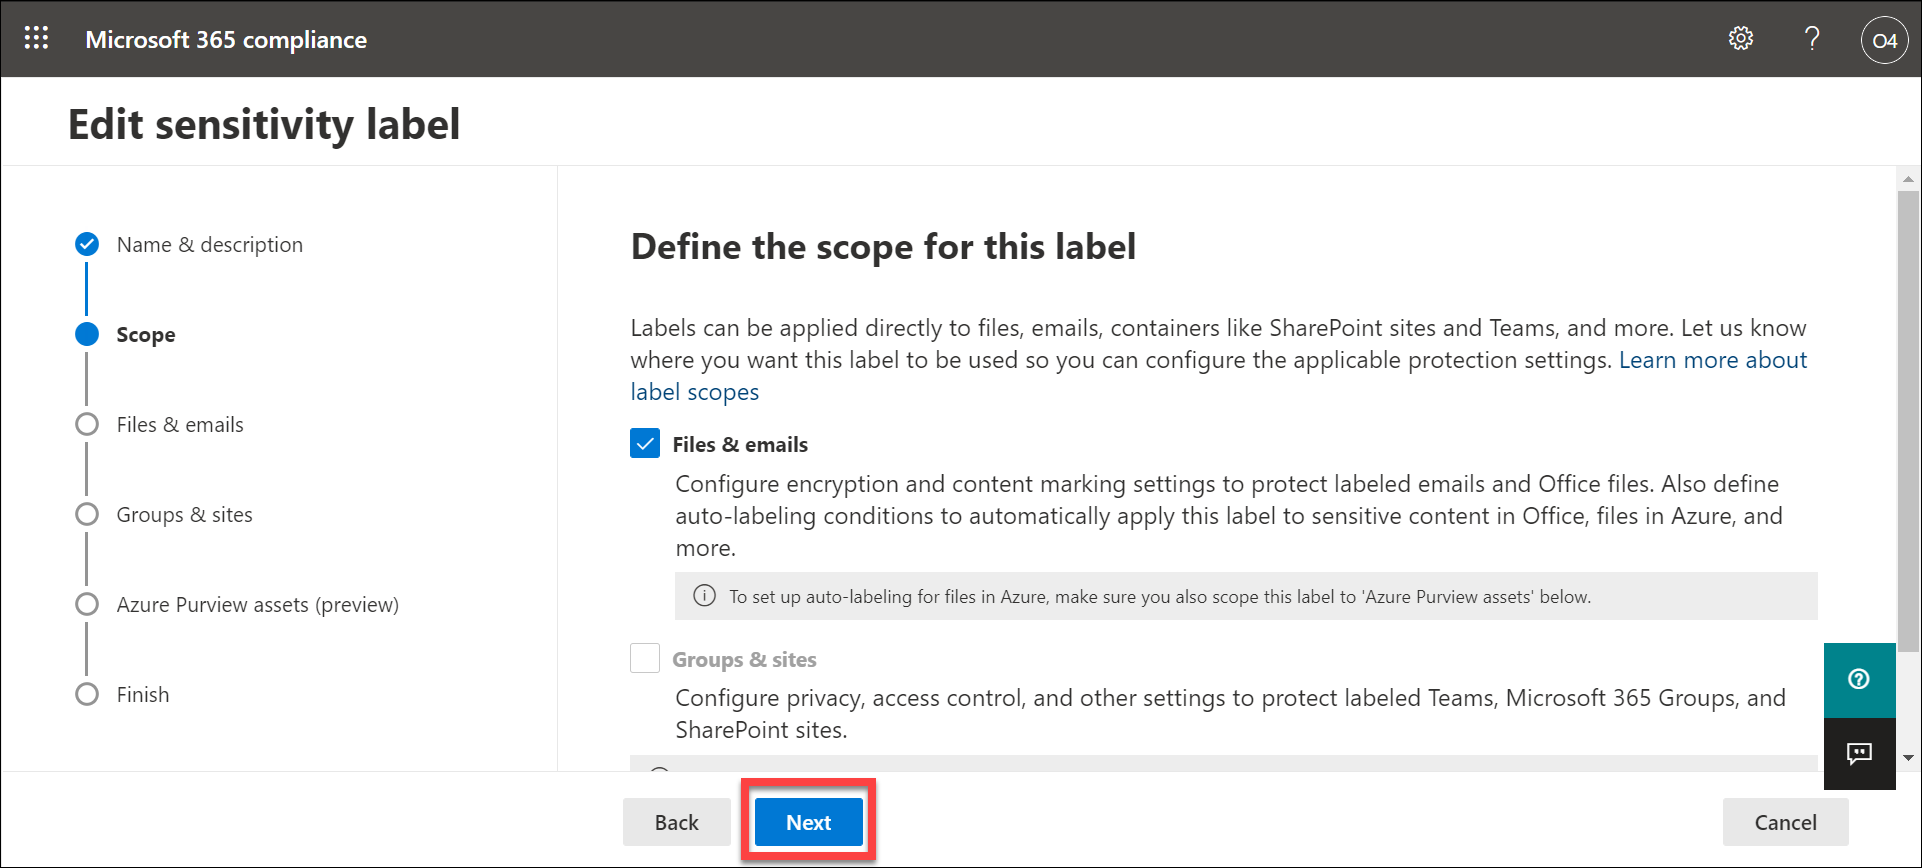 Microsoft 365 compliance
O4
Edit sensitivity label
Name & description
Scope
Files & emails
Groups & sites
Azure Purview assets (preview)
Finish
Define the scope for this label
Labels can be applied directly to files, emails, containers like SharePoint sites and Teams, and more. Let us know
where you want this label to be used so you can configure the applicable protection settings. Learn more about
label scopes
Files & emails
Configure encryption and content marking settings to protect labeled emails and Office files. Also define
auto-labeling conditions to automatically apply this label to sensitive content in Office, files in Azure, and
more.
To set up auto-labeling for files in Azure, make sure you also scope this label to 'Azure Purview assets' below.
Groups & sites
Configure privacy, access control, and other settings to protect labeled Teams, Microsoft 365 Groups, and
SharePoint sites.
Back
Next
Cancel